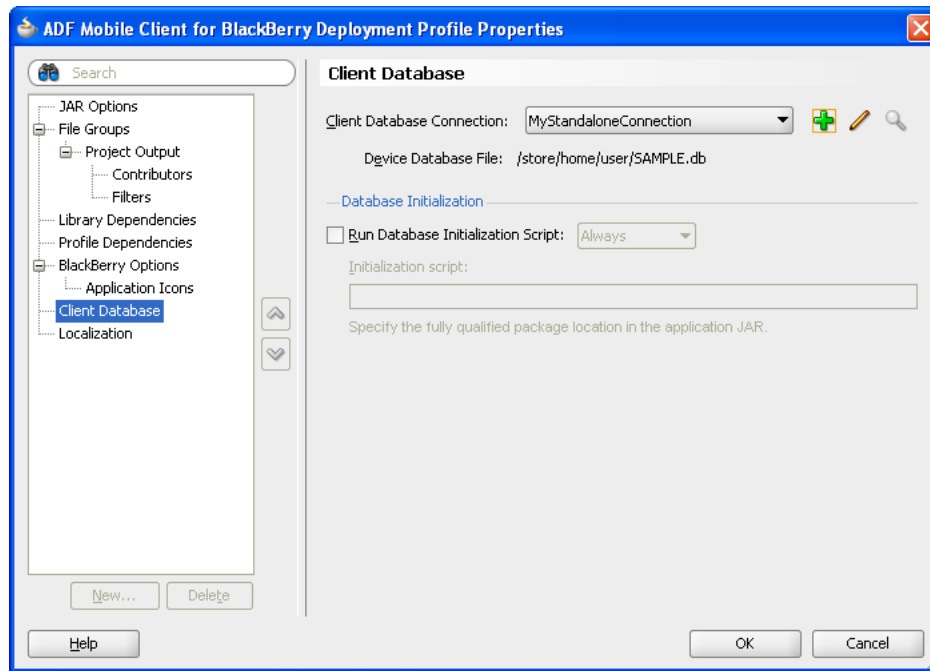 ADF Mobile Client for BlackBerry Deployment Profile Properties
Search
JAR Options
File Groups
Project Output
Contributors
Filters
Library Dependencies
Profile Dependencies
BlackBerry Options
Application Icons
Client Database
Localization
New...
Delete
Client Database
Client Database Connection: MyStandaloneConnection
Device Database File: /store/home/user/SAMPLE.db
Database Initialization
Run Database Initialization Script: Always
Initialization script:
Specify the fully qualified package location in the application JAR.
Help
OK
Cancel